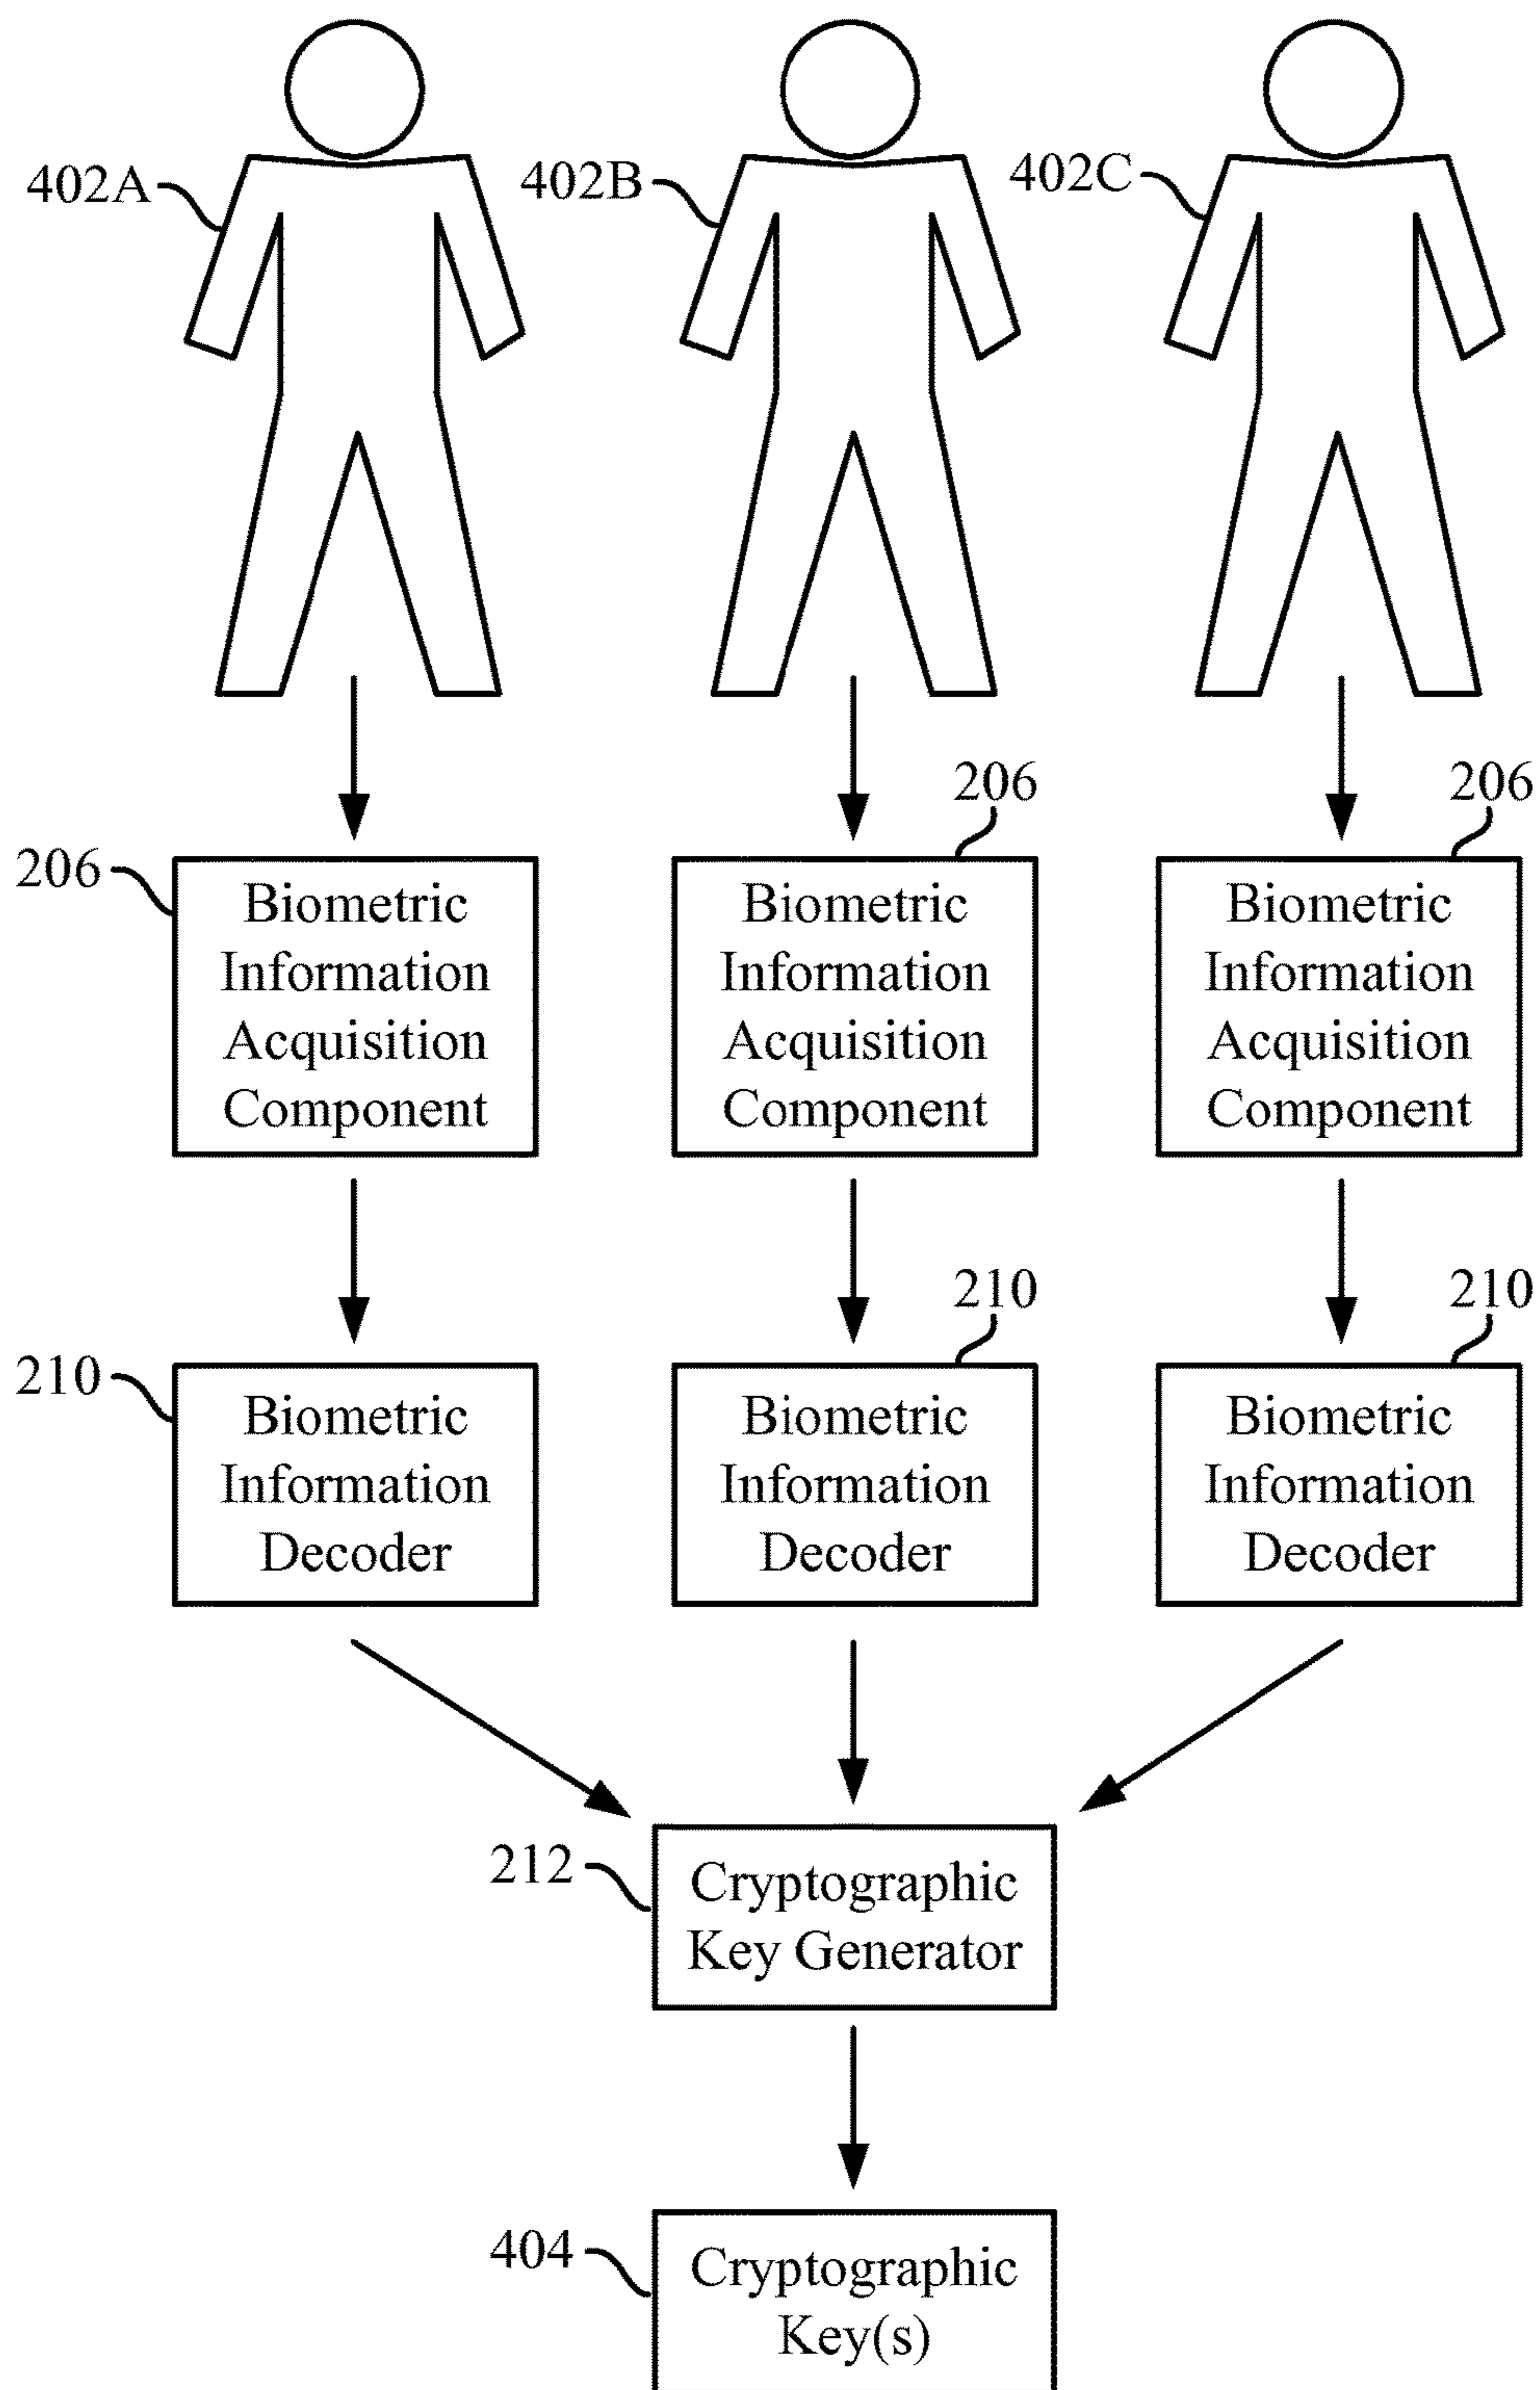 402A
402B
402C
206
206
206
Biometric
Information
Acquisition
Component
Biometric
Information
Acquisition
Component
Biometric
Information
Acquisition
Component
210
210
210
Biometric
Information
Decoder
Biometric
Information
Decoder
Biometric
Information
Decoder
212
Cryptographic
Key Generator
404
Cryptographic
Key(s)